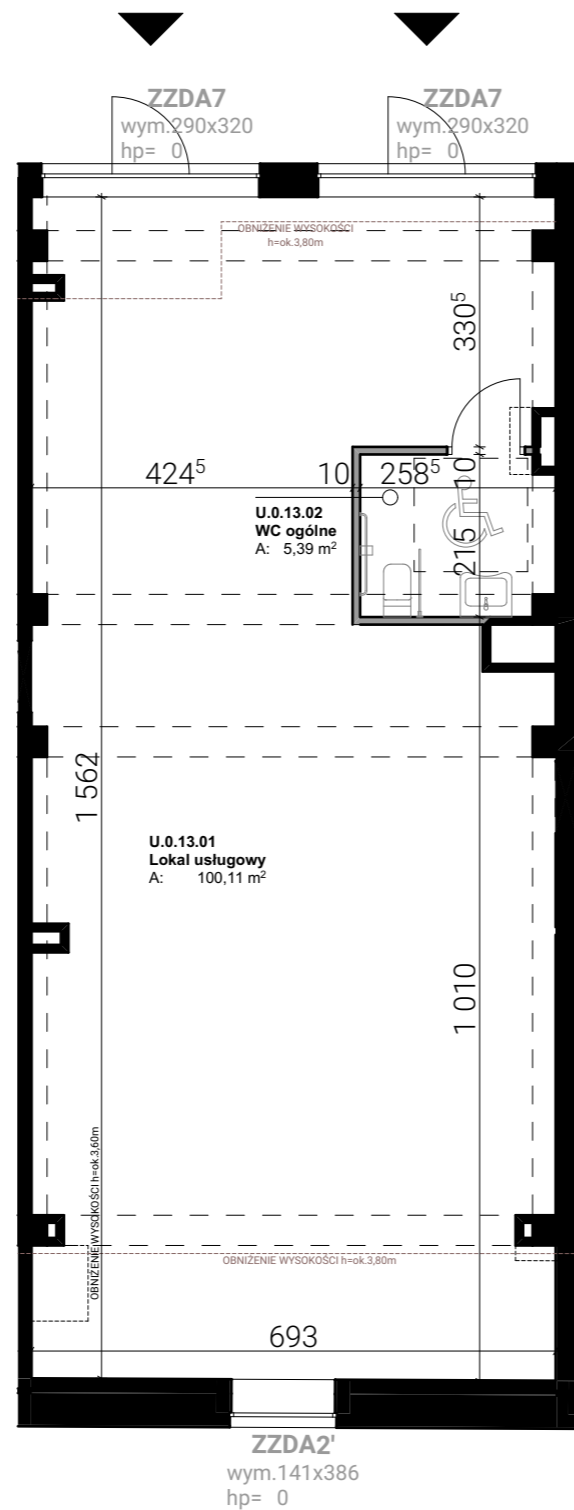 ZZDA7
wym.290x320
hp= 0
ZZDA7
wym.290x320
hp= 0
OBNIŻENIE WYSOKOŚCI
h=ok.3,80m
330⁵
424⁵
10
258⁵
10
U.0.13.02
WC ogólne
A: 5,39 m²
215
1 562
U.0.13.01
Lokal usługowy
A: 100,11 m²
1 010
OBNIŻENIE WYSOKOŚCI h=ok.3,60m
OBNIŻENIE WYSOKOŚCI h=ok.3,80m
693
ZZDA2'
wym.141x386
hp= 0